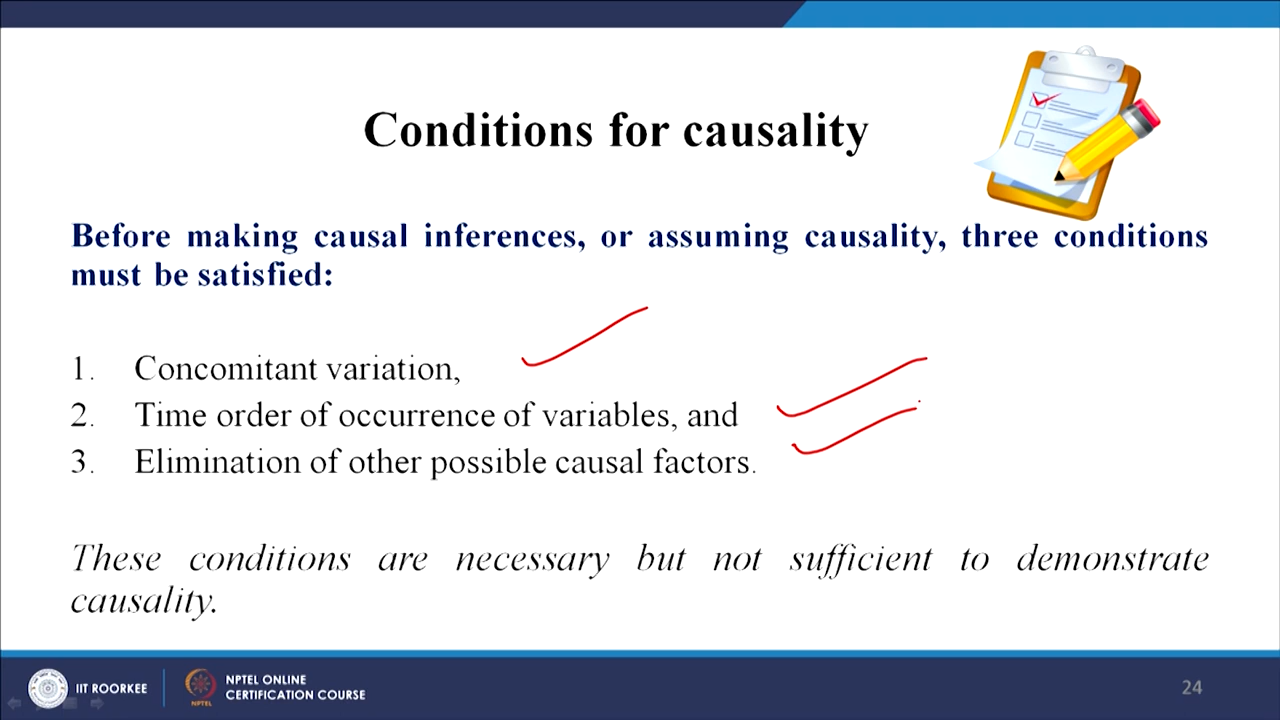 Conditions for causality
Before making causal inferences, or assuming causality, three conditions
must be satisfied:
1. Concomitant variation,
2. Time order of occurrence of variables, and
3. Elimination of other possible causal factors.
These conditions are necessary but not sufficient to demonstrate
causality.
IIT ROORKEE
NPTEL
NPTEL ONLINE
CERTIFICATION COURSE
24